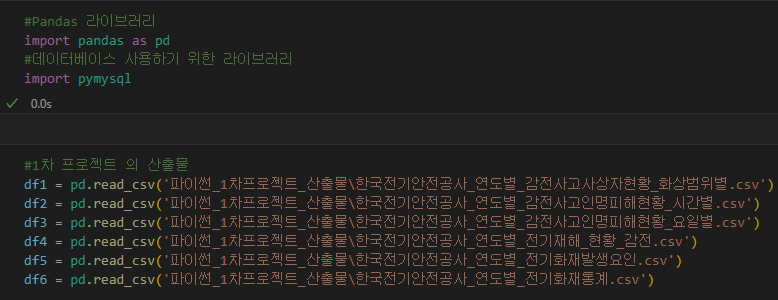 #Pandas 라이브러리
import pandas as pd
#데이터베이스 사용하기 위한 라이브러리
import pymysql
0.0s
#1차 프로젝트 의 산출물
df1 = pd.read_csv('파이썬_1차프로젝트_산출물\한국전기안전공사_연도별_감전사고사상자현황_화상범위별.csv')
df2 = pd.read_csv('파이썬_1차프로젝트_산출물\한국전기안전공사_연도별_감전사고인명피해현황_시간별.csv')
df3 = pd.read_csv('파이썬_1차프로젝트_산출물\한국전기안전공사_연도별_감전사고인명피해현황_요일별.csv')
df4 = pd.read_csv('파이썬_1차프로젝트_산출물\한국전기안전공사_연도별_전기재해_현황_감전.csv')
df5 = pd.read_csv('파이썬_1차프로젝트_산출물\한국전기안전공사_연도별_전기화재발생요인.csv')
df6 = pd.read_csv('파이썬_1차프로젝트_산출물\한국전기안전공사_연도별_전기화재통계.csv')